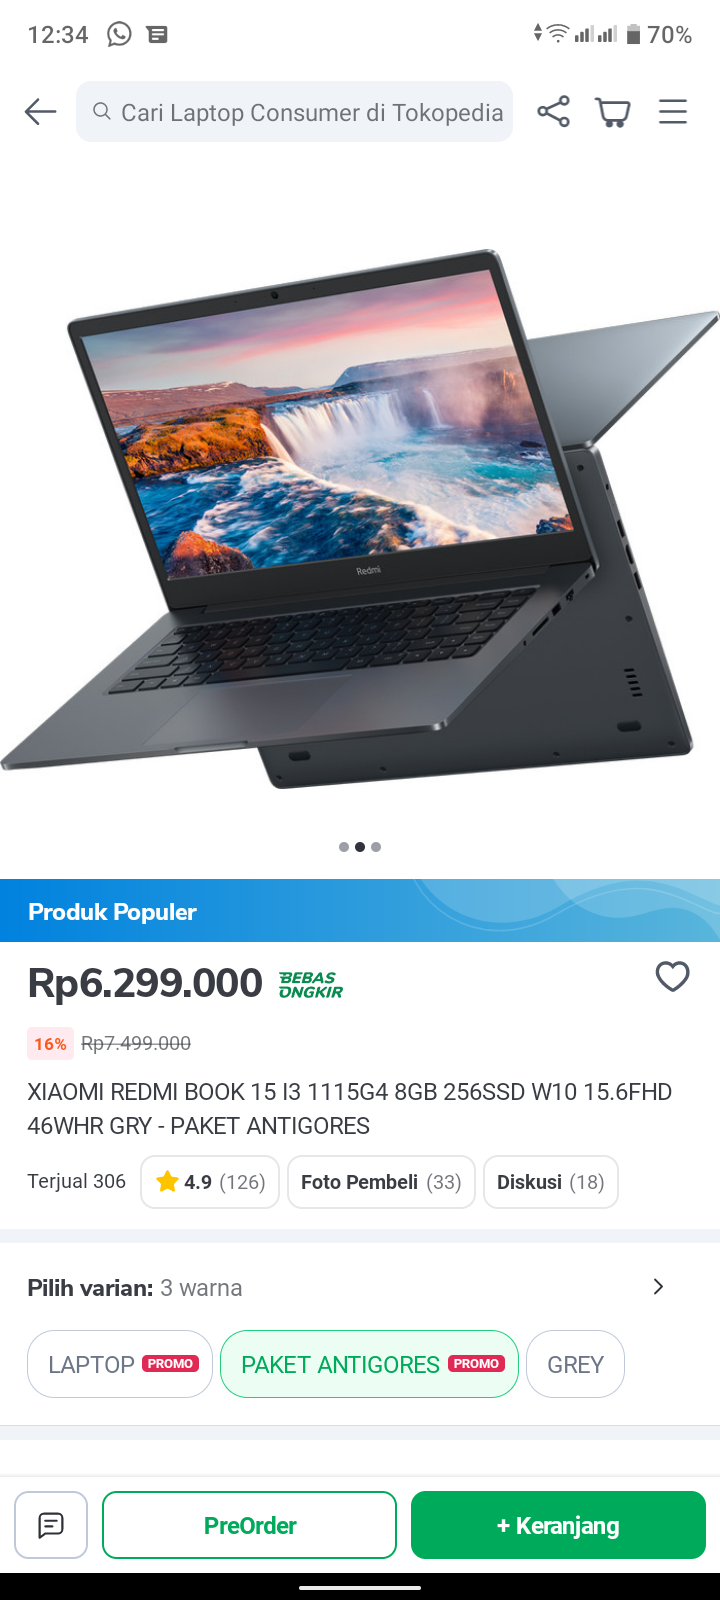 12:34
70%
Cari Laptop Consumer di Tokopedia
Redmi
Produk Populer
Rp6.299.000 BEBAS ONGKIR
16% Rp7.499.000
XIAOMI REDMI BOOK 15 I3 1115G4 8GB 256SSD W10 15.6FHD
46WHR GRY - PAKET ANTIGORES
Terjual 306 4.9 (126) Foto Pembeli (33) Diskusi (18)
Pilih varian: 3 warna
LAPTOP PROMO PAKET ANTIGORES PROMO GREY
PreOrder + Keranjang